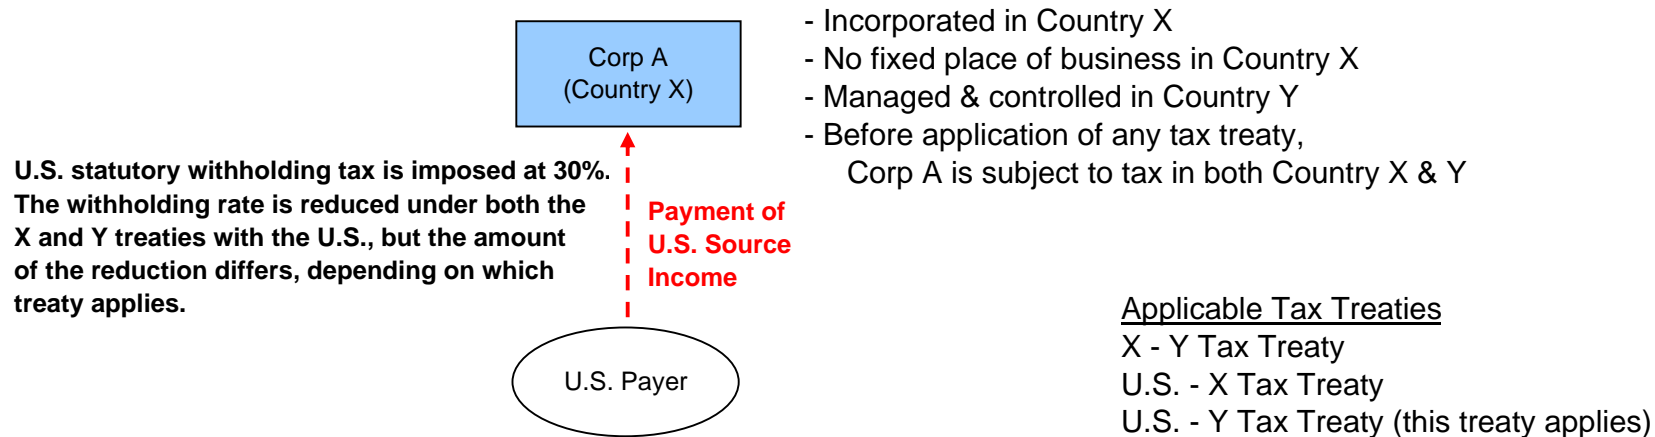 Corp A
(Country X)
- Incorporated in Country X
- No fixed place of business in Country X
- Managed & controlled in Country Y
- Before application of any tax treaty,
Corp A is subject to tax in both Country X & Y
U.S. statutory withholding tax is imposed at 30%.
The withholding rate is reduced under both the
X and Y treaties with the U.S., but the amount
of the reduction differs, depending on which
treaty applies.
Payment of
U.S. Source
Income
U.S. Payer
Applicable Tax Treaties
X - Y Tax Treaty
U.S. - X Tax Treaty
U.S. - Y Tax Treaty (this treaty applies)